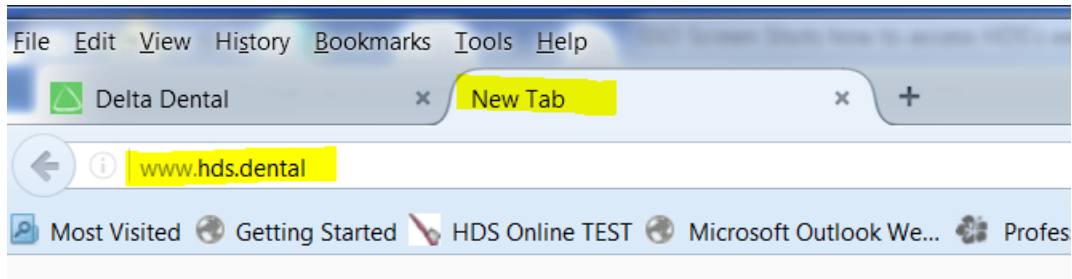 File Edit View History Bookmarks Tools Help
Delta Dental × New Tab × +
www.hds.dental
Most Visited Getting Started HDS Online TEST Microsoft Outlook We... Profes